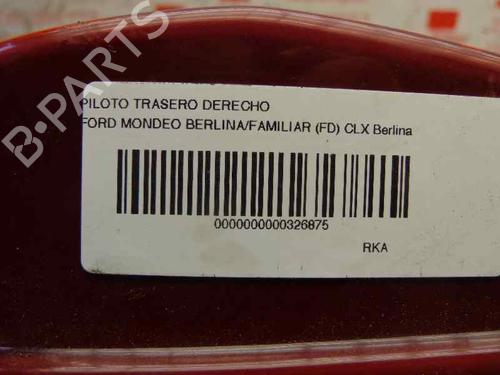 B-PARTS
PILOTO TRASERO DERECHO
FORD MONDEO BERLINA/FAMILIAR (FD) CLX Berlina
0000000000326875
RKA